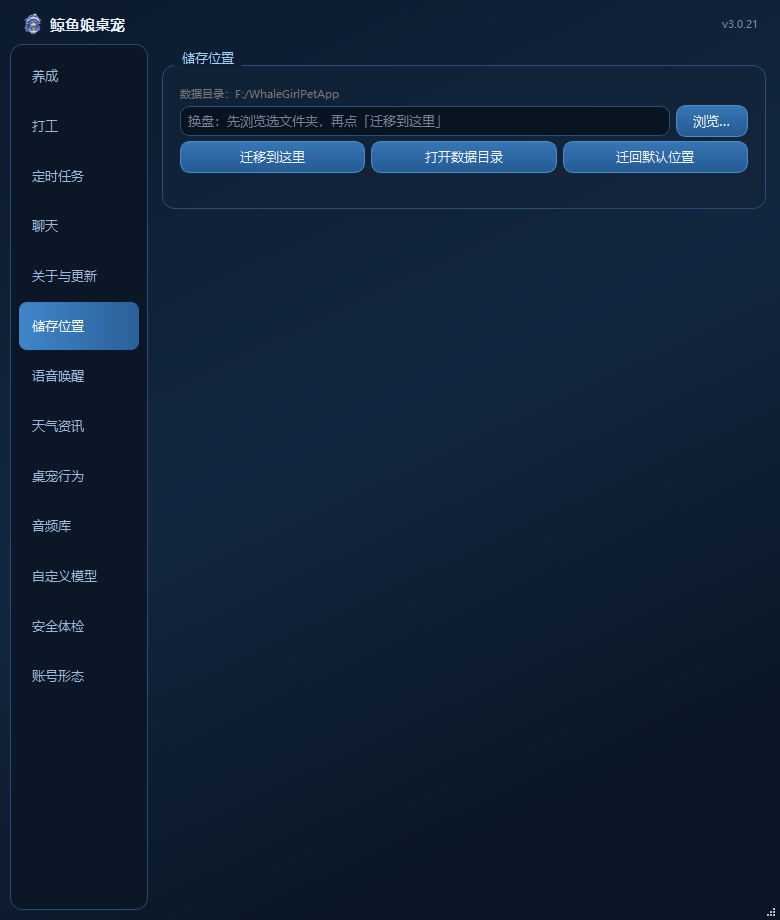 鲸鱼娘桌宠
v3.0.21
养成
打工
定时任务
聊天
关于与更新
储存位置
语音唤醒
天气资讯
桌宠行为
音频库
自定义模型
安全体检
账号形态
储存位置
数据目录：F:/WhaleGirlPetApp
换盘：先浏览选文件夹，再点「迁移到这里」
浏览...
迁移到这里
打开数据目录
迁回默认位置